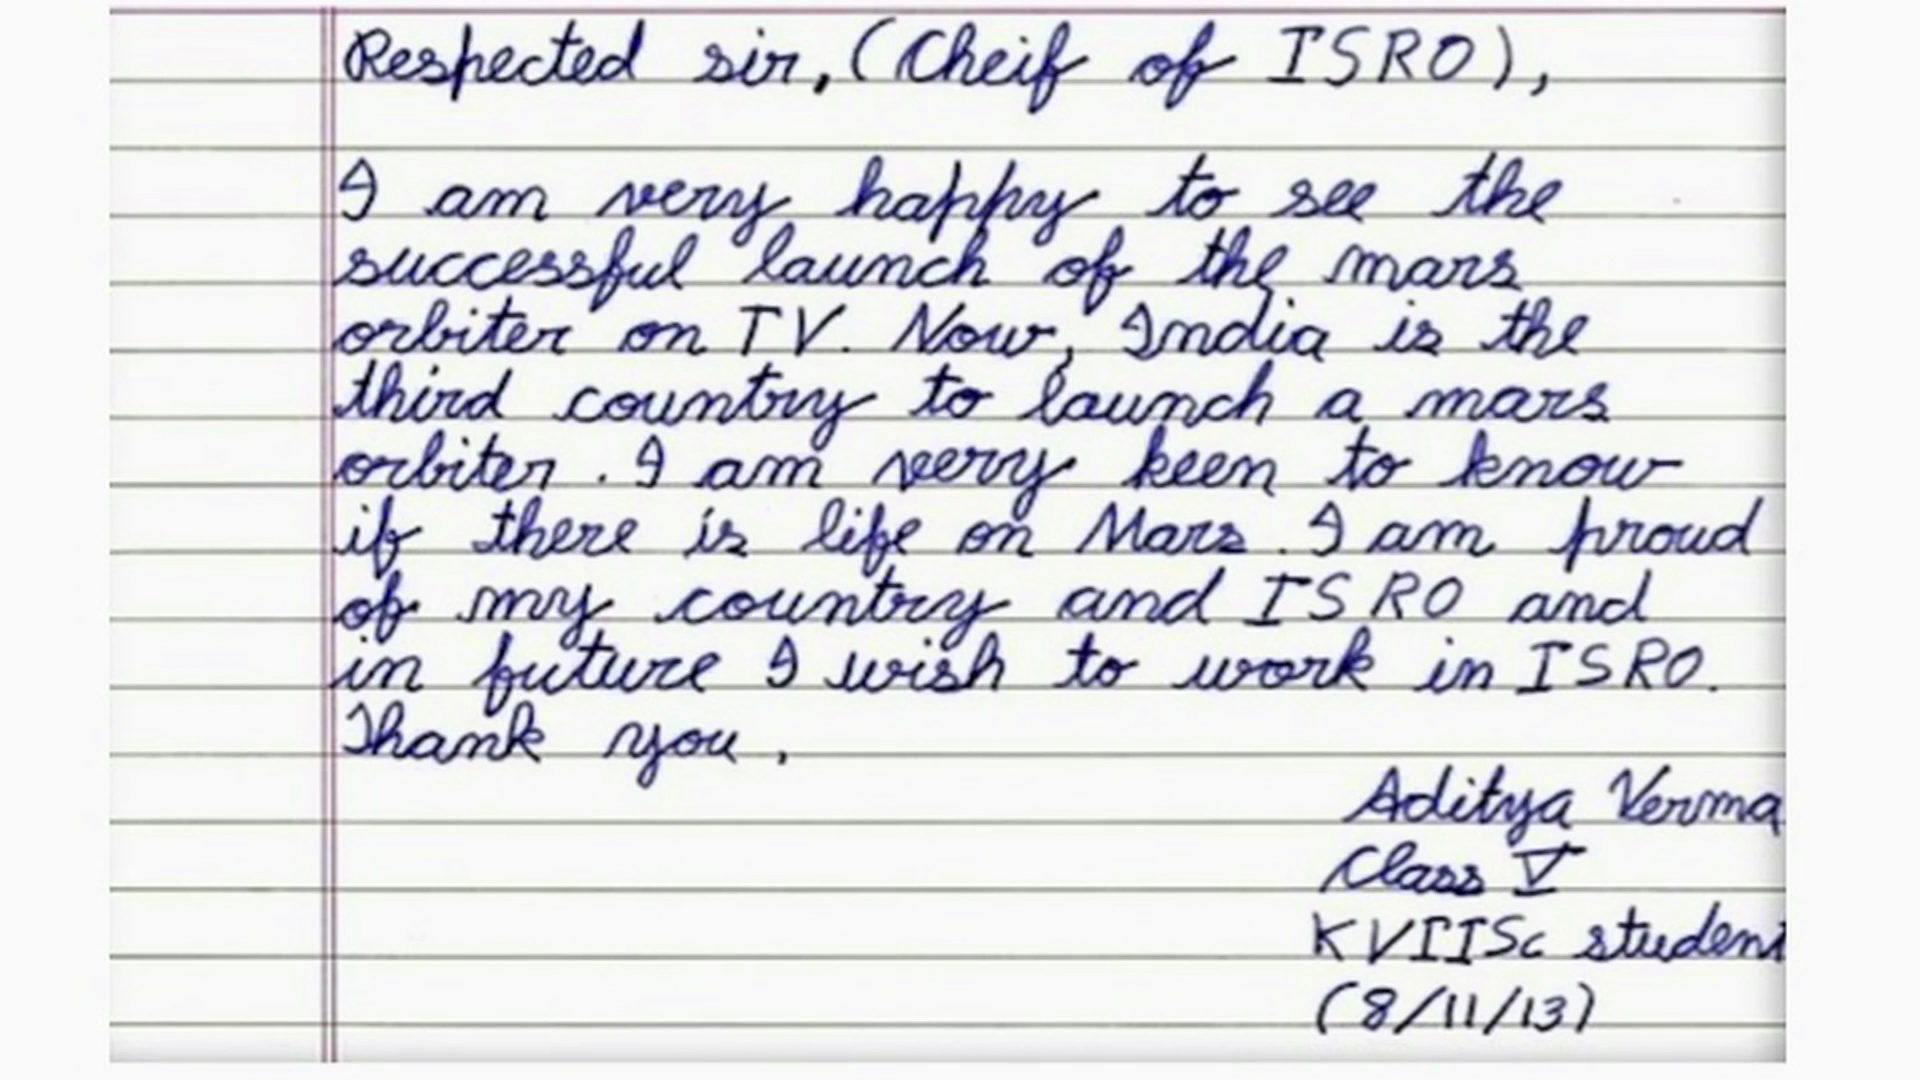 Respected sir, (Cheif of ISRO),
I am very happy to see the
successful launch of the mars
orbiter on TV. Now, India is the
third country to launch a mars
orbiter. I am very keen to know
if there is life on Mars. I am proud
of my country and ISRO and
in future I wish to work in ISRO.
Thank you,
Aditya Verma
Class V
KVIISc student
(8/11/13)